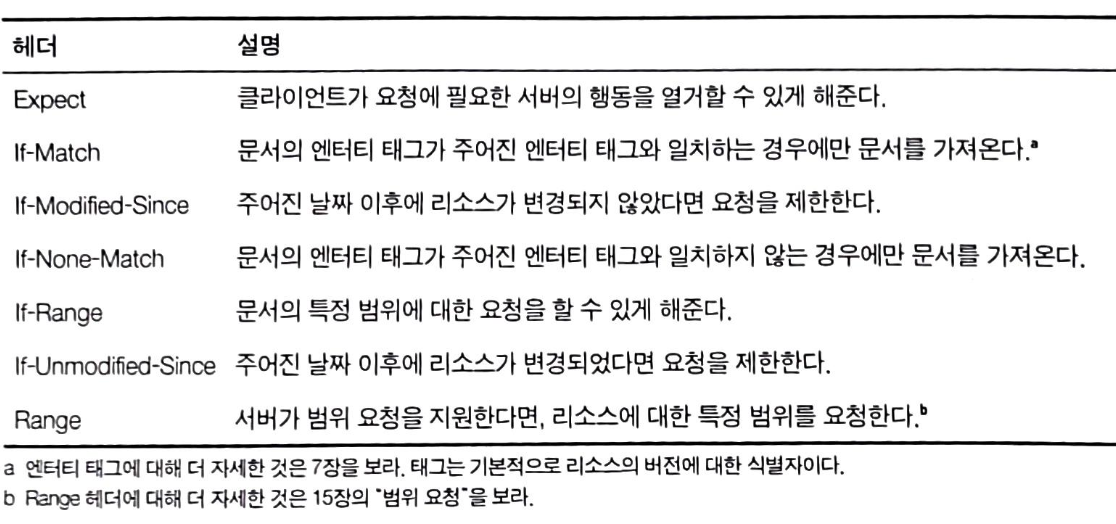 헤더 설명
Expect 클라이언트가 요청에 필요한 서버의 행동을 열거할 수 있게 해준다.
If-Match 문서의 엔터티 태그가 주어진 엔터티 태그와 일치하는 경우에만 문서를 가져온다.ª
If-Modified-Since 주어진 날짜 이후에 리소스가 변경되지 않았다면 요청을 제한한다.
If-None-Match 문서의 엔터티 태그가 주어진 엔터티 태그와 일치하지 않는 경우에만 문서를 가져온다.
If-Range 문서의 특정 범위에 대한 요청을 할 수 있게 해준다.
If-Unmodified-Since 주어진 날짜 이후에 리소스가 변경되었다면 요청을 제한한다.
Range 서버가 범위 요청을 지원한다면, 리소스에 대한 특정 범위를 요청한다.ᵇ
a 엔터티 태그에 대해 더 자세한 것은 7장을 보라. 태그는 기본적으로 리소스의 버전에 대한 식별자이다.
b Range 헤더에 대해 더 자세한 것은 15장의 "범위 요청"을 보라.